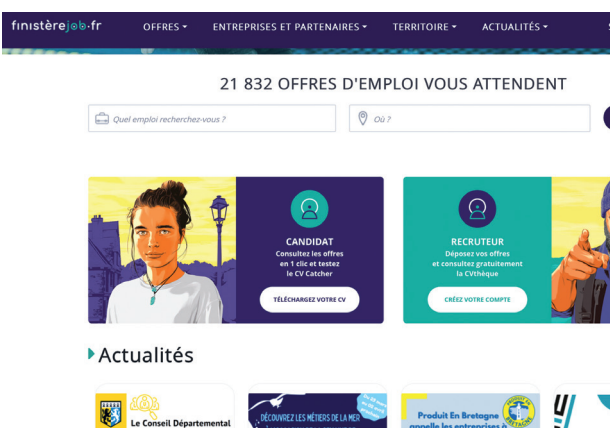 finistèrejob.fr OFFRES ENTREPRISES ET PARTENAIRES TERRITOIRE ACTUALITÉS
21 832 OFFRES D'EMPLOI VOUS ATTENDENT
Quel emploi recherchez-vous ? Où ?
CANDIDAT
Consultez les offres
en 1 clic et testez
le CV Catcher
TÉLÉCHARGEZ VOTRE CV
RECRUTEUR
Déposez vos offres
et consultez gratuitement
la CVthèque
CRÉEZ VOTRE COMPTE
Actualités
Le Conseil Départemental
DÉCOUVREZ LES MÉTIERS DE LA MER
Produit En Bretagne
appelle les entreprises à